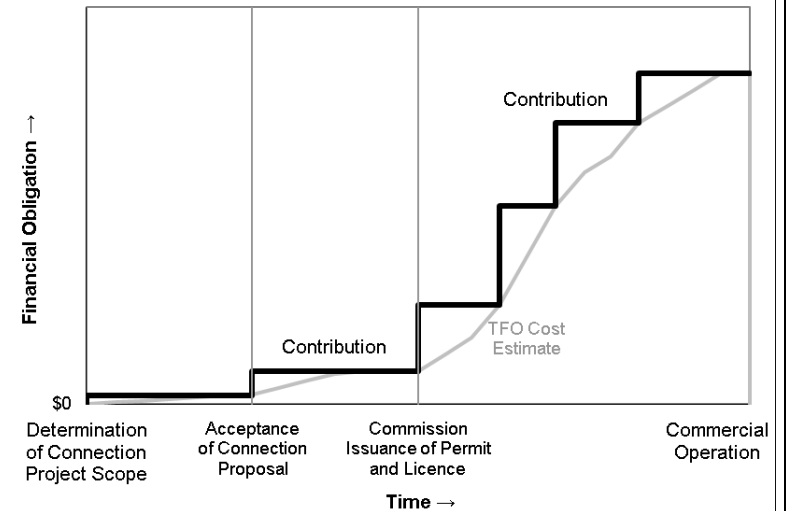 Contribution
Financial Obligation →
TFO Cost
Estimate
Contribution
$0
Determination
of Connection
Project Scope
Acceptance
of Connection
Proposal
Commission
Issuance of Permit
and Licence
Commercial
Operation
Time →